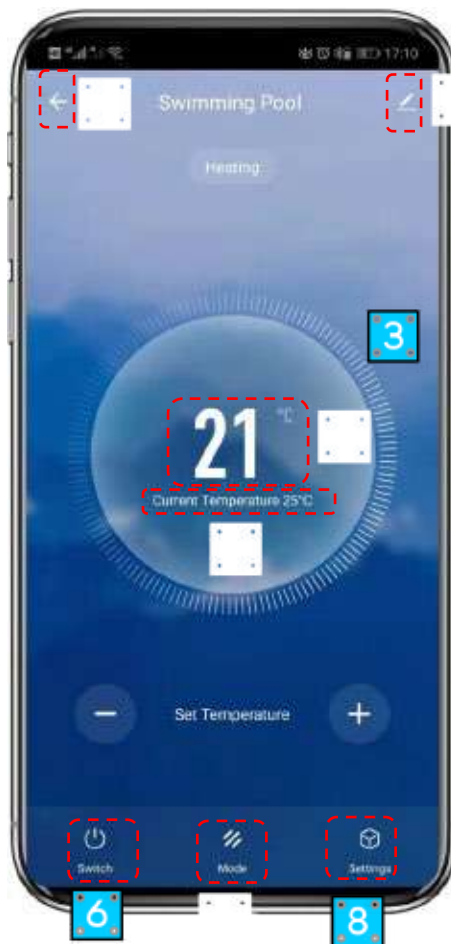 17:10
Swimming Pool
Heating
3
21 °C
Current Temperature 25°C
Set Temperature
Switch
Mode
Settings
6
8